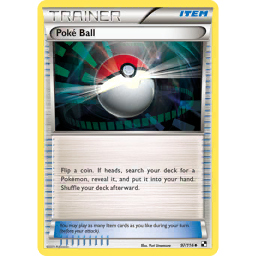 TRAINER
ITEM
Poké Ball
Flip a coin. If heads, search your deck for a
Pokémon, reveal it, and put it into your hand.
Shuffle your deck afterward.
You may play as many Item cards as you like during your turn
(before your attack).
Illus. Yuri Umemura
92/114